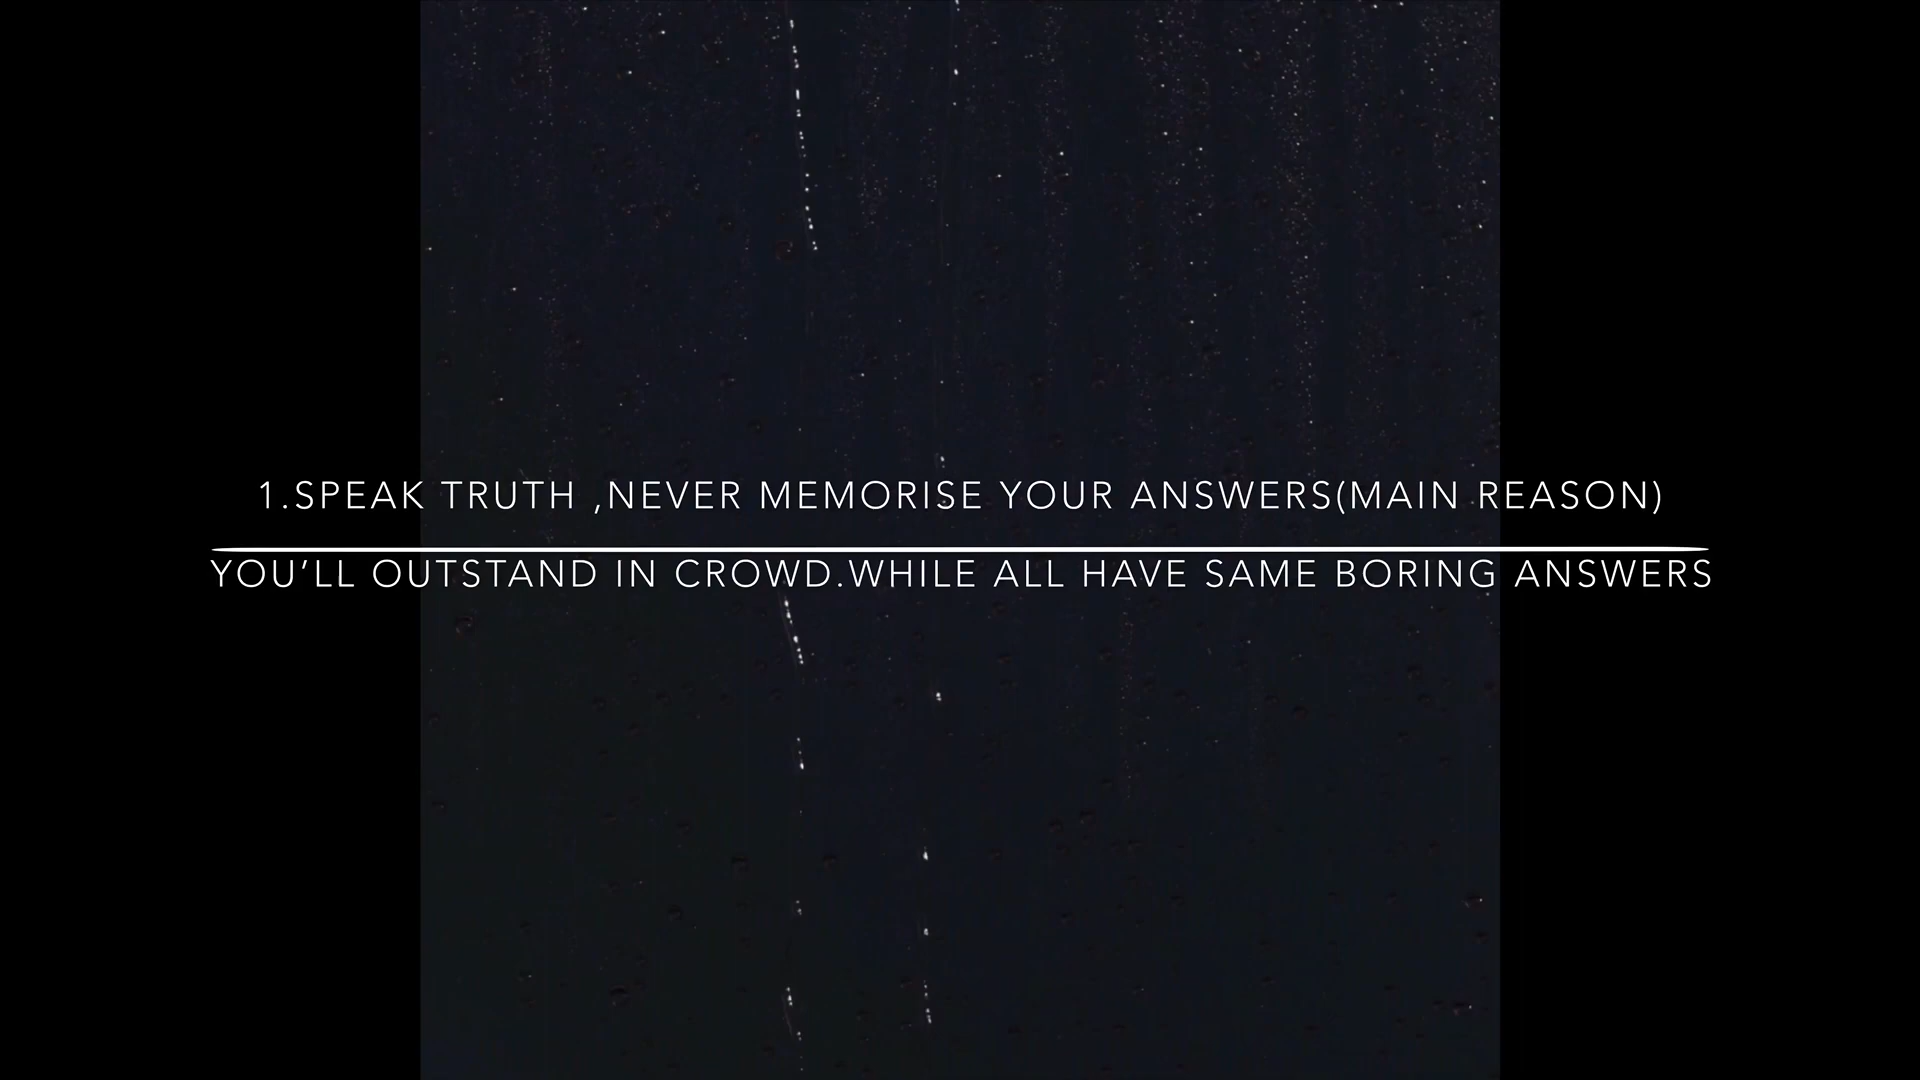 1.SPEAK TRUTH ,NEVER MEMORISE YOUR ANSWERS(MAIN REASON)
YOU’LL OUTSTAND IN CROWD.WHILE ALL HAVE SAME BORING ANSWERS